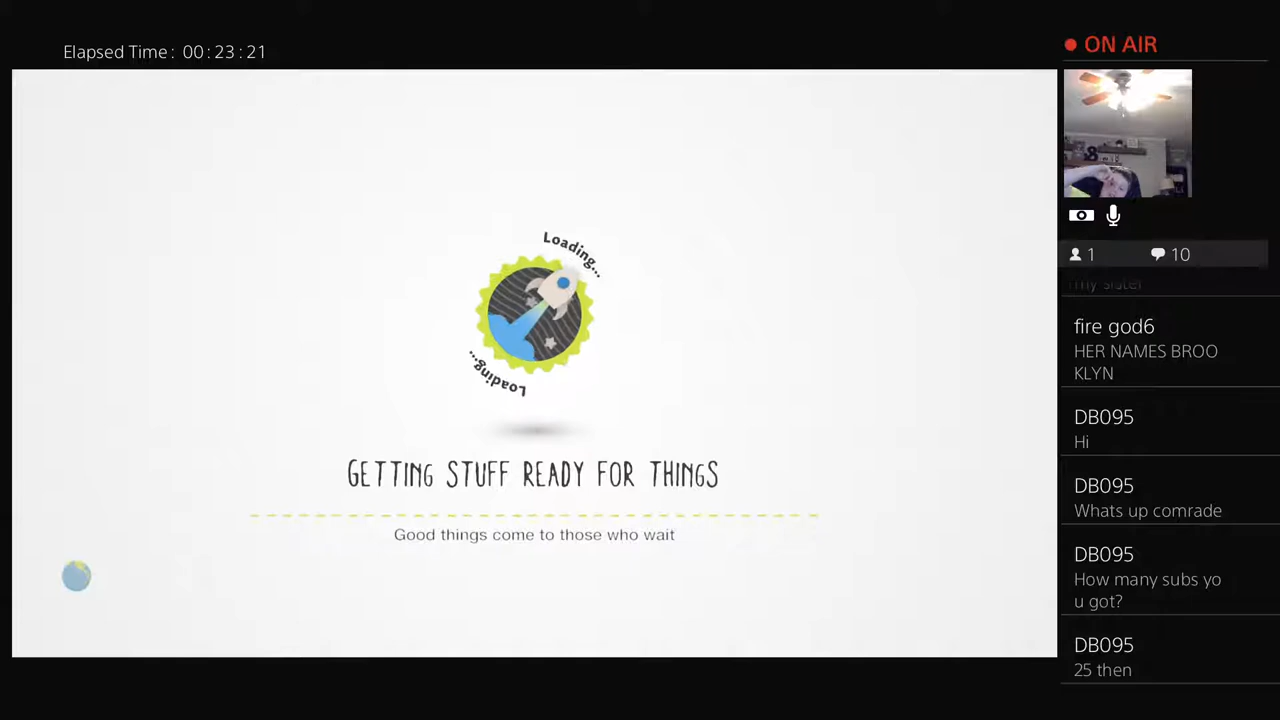 Elapsed Time: 00:23:21
ON AIR
1 10
my sister
fire god6
HER NAMES BROO
KLYN
DB095
Hi
DB095
Whats up comrade
DB095
How many subs yo
u got?
DB095
25 then
Loading...
Loading...
GETTING STUFF READY FOR THINGS
Good things come to those who wait